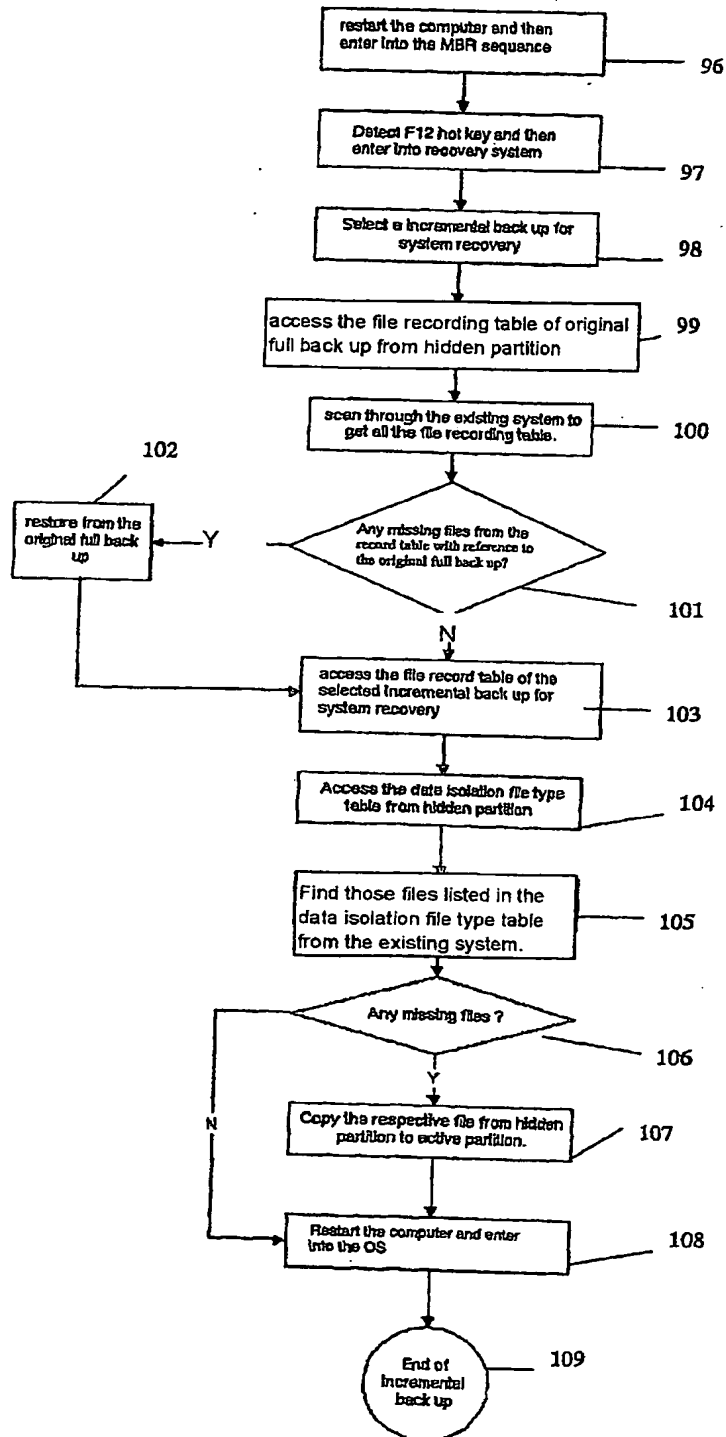 restart the computer and then
enter into the MBR sequence
96
Detect F12 hot key and then
enter into recovery system
97
Select a incremental back up for
system recovery
98
access the file recording table of original
full back up from hidden partition
99
scan through the existing system to
get all the file recording table.
100
102
restore from the
original full back
up
Y
Any missing files from the
record table with reference to
the original full back up?
101
N
access the file record table of the
selected incremental back up for
system recovery
103
Access the data isolation file type
table from hidden partition
104
Find those files listed in the
data isolation file type table
from the existing system.
105
Any missing files ?
106
Y
N
Copy the respective file from hidden
partition to active partition.
107
Restart the computer and enter
into the OS
108
End of
incremental
back up
109